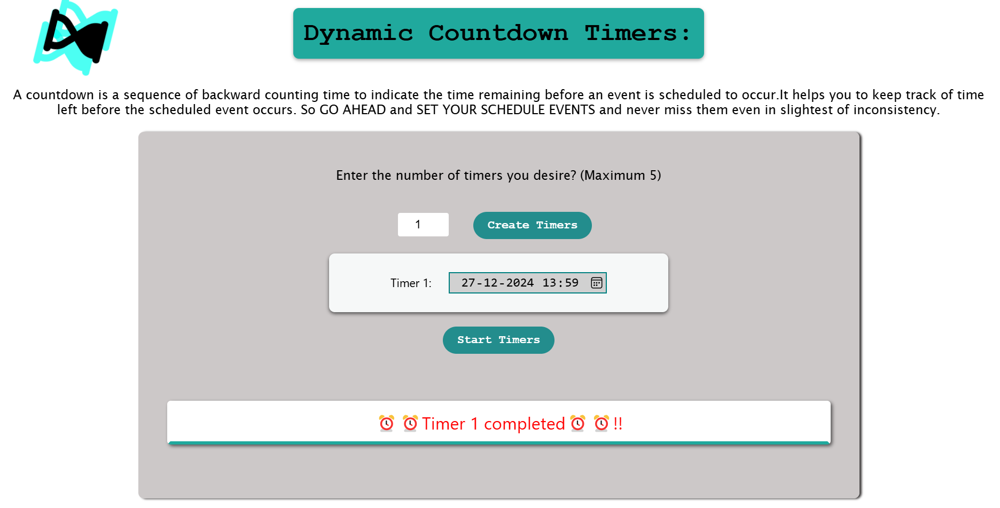 Dynamic Countdown Timers:
A countdown is a sequence of backward counting time to indicate the time remaining before an event is scheduled to occur.It helps you to keep track of time
left before the scheduled event occurs. So GO AHEAD and SET YOUR SCHEDULE EVENTS and never miss them even in slightest of inconsistency.
Enter the number of timers you desire? (Maximum 5)
1 Create Timers
Timer 1: 27-12-2024 13:59
Start Timers
⏰ ⏰ Timer 1 completed ⏰ ⏰ !!